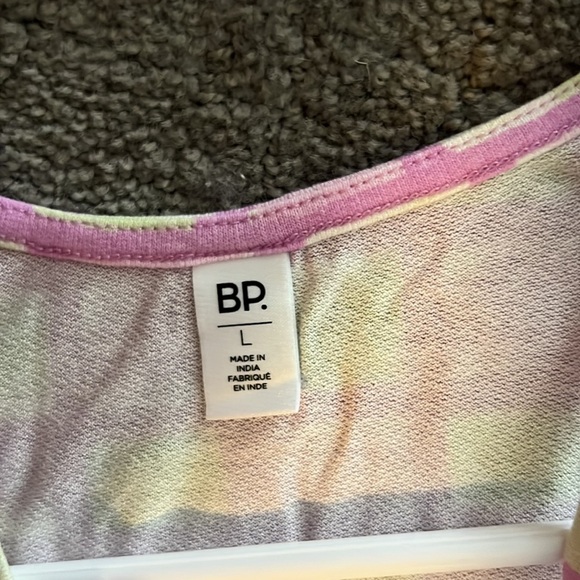 BP.
L
MADE IN
INDIA
FABRIQUÉ
EN INDE